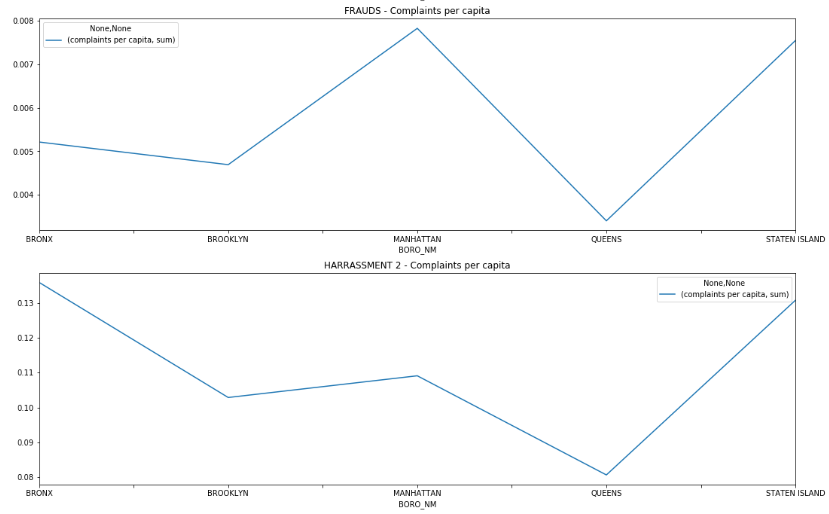 FRAUDS - Complaints per capita
None,None
(complaints per capita, sum)
0.008
0.007
0.006
0.005
0.004
BRONX BROOKLYN MANHATTAN QUEENS STATEN ISLAND
BORO_NM
HARRASSMENT 2 - Complaints per capita
None,None
(complaints per capita, sum)
0.13
0.12
0.11
0.10
0.09
0.08
BRONX BROOKLYN MANHATTAN QUEENS STATEN ISLAND
BORO_NM